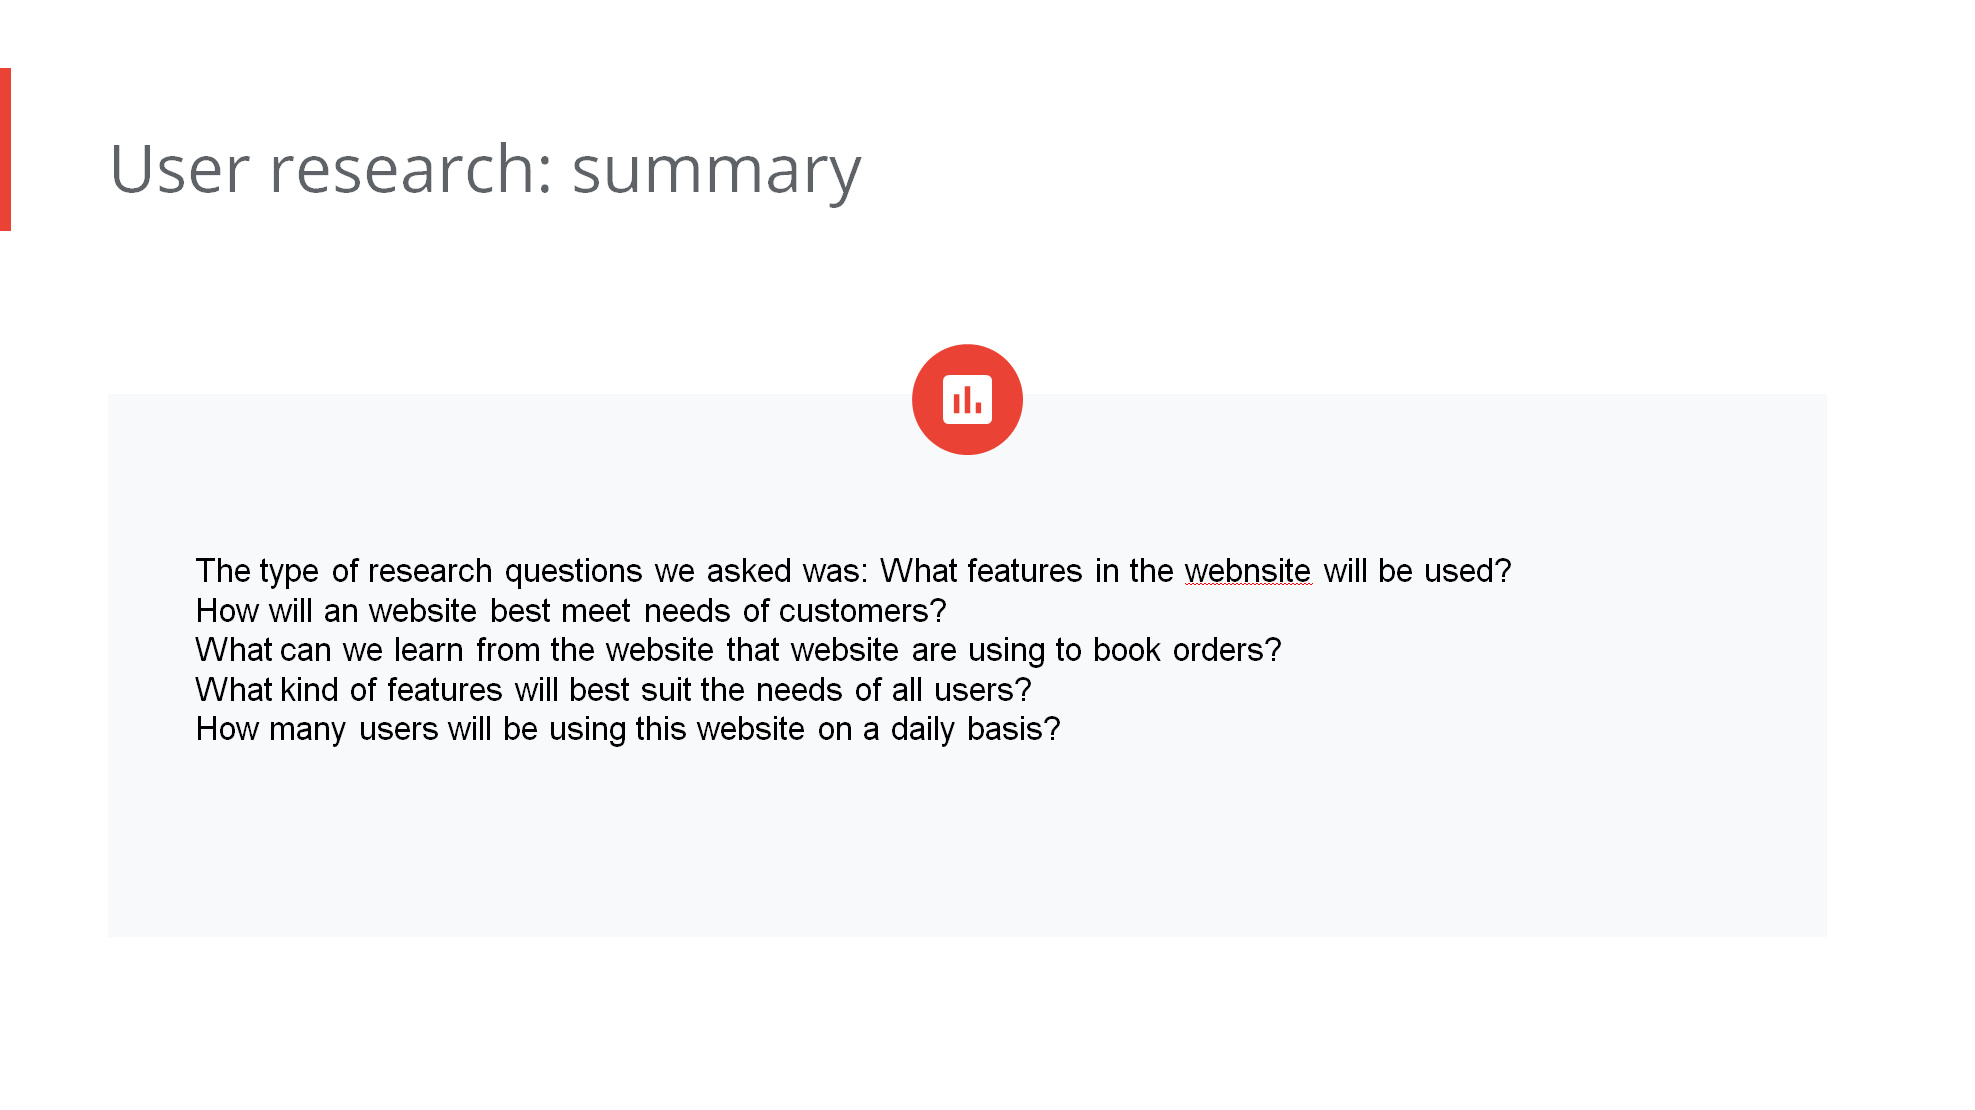 User research: summary
The type of research questions we asked was: What features in the webnsite will be used?
How will an website best meet needs of customers?
What can we learn from the website that website are using to book orders?
What kind of features will best suit the needs of all users?
How many users will be using this website on a daily basis?